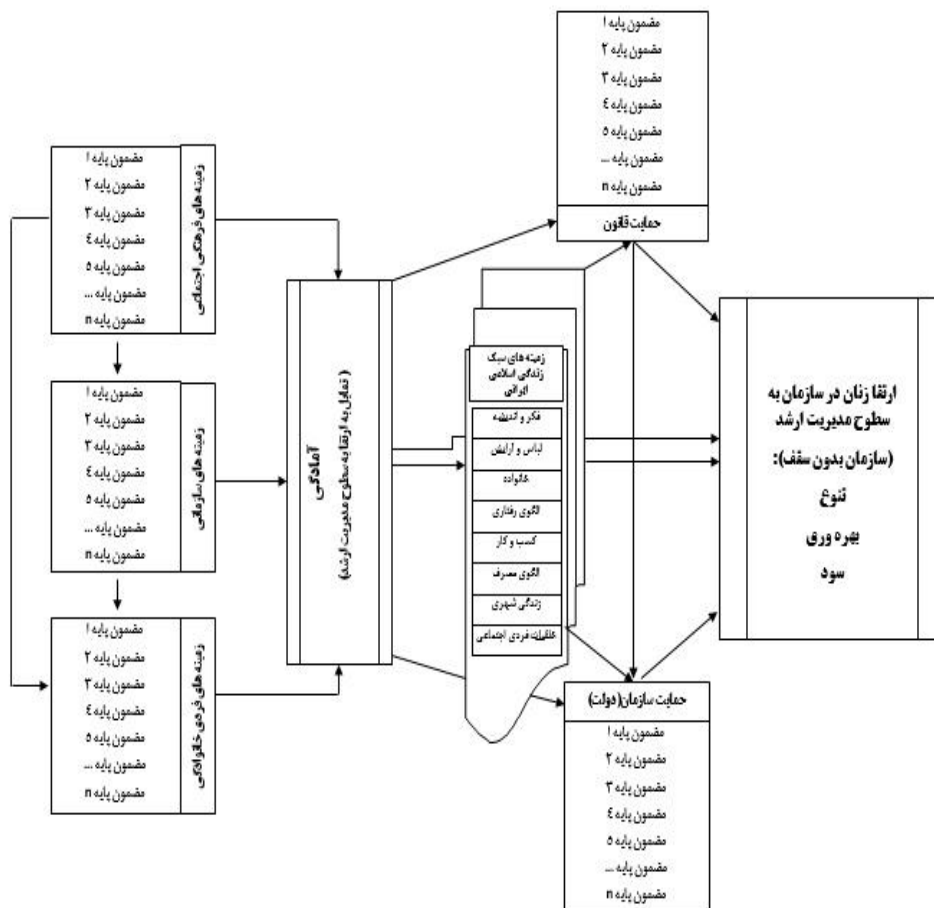 مضمون پایه ۱
مضمون پایه ۲
مضمون پایه ۳
مضمون پایه ٤
مضمون پایه ٥
مضمون پایه ...
مضمون پایه n
حمایت قانون
زمینه های فرهنگی اجتماعی
مضمون پایه ۱
مضمون پایه ۲
مضمون پایه ۳
مضمون پایه ٤
مضمون پایه ٥
مضمون پایه ...
مضمون پایه n
زمینه های سازمانی
مضمون پایه ۱
مضمون پایه ۲
مضمون پایه ۳
مضمون پایه ٤
مضمون پایه ٥
مضمون پایه ...
مضمون پایه n
زمینه های فردی خانوادگی
مضمون پایه ۱
مضمون پایه ۲
مضمون پایه ۳
مضمون پایه ٤
مضمون پایه ٥
مضمون پایه ...
مضمون پایه n
آمادگی
(تمایل به ارتقا به سطوح مدیریت ارشد)
زمینه های سبک
زندگی اسلامی
ایرانی
فکر و اندیشه
لباس و آرایش
خانواده
الگوی رفتاری
کسب و کار
الگوی مصرف
زندگی شهری
خلقیات فردی اجتماعی
ارتقا زنان در سازمان به
سطوح مدیریت ارشد
(سازمان بدون سقف):
تنوع
بهره ورق
سود
حمایت سازمان(دولت)
مضمون پایه ۱
مضمون پایه ۲
مضمون پایه ۳
مضمون پایه ٤
مضمون پایه ٥
مضمون پایه ...
مضمون پایه n